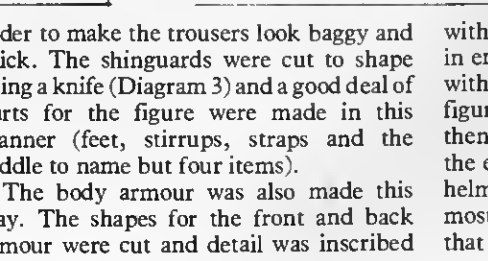 der to make the trousers look baggy and
ick. The shinguards were cut to shape
ing a knife (Diagram 3) and a good deal of
rts for the figure were made in this
anner (feet, stirrups, straps and the
ddle to name but four items).
The body armour was also made this
ay. The shapes for the front and back
mour were cut and detail was inscribed
with
in er
with
figur
then
the e
helm
most
that